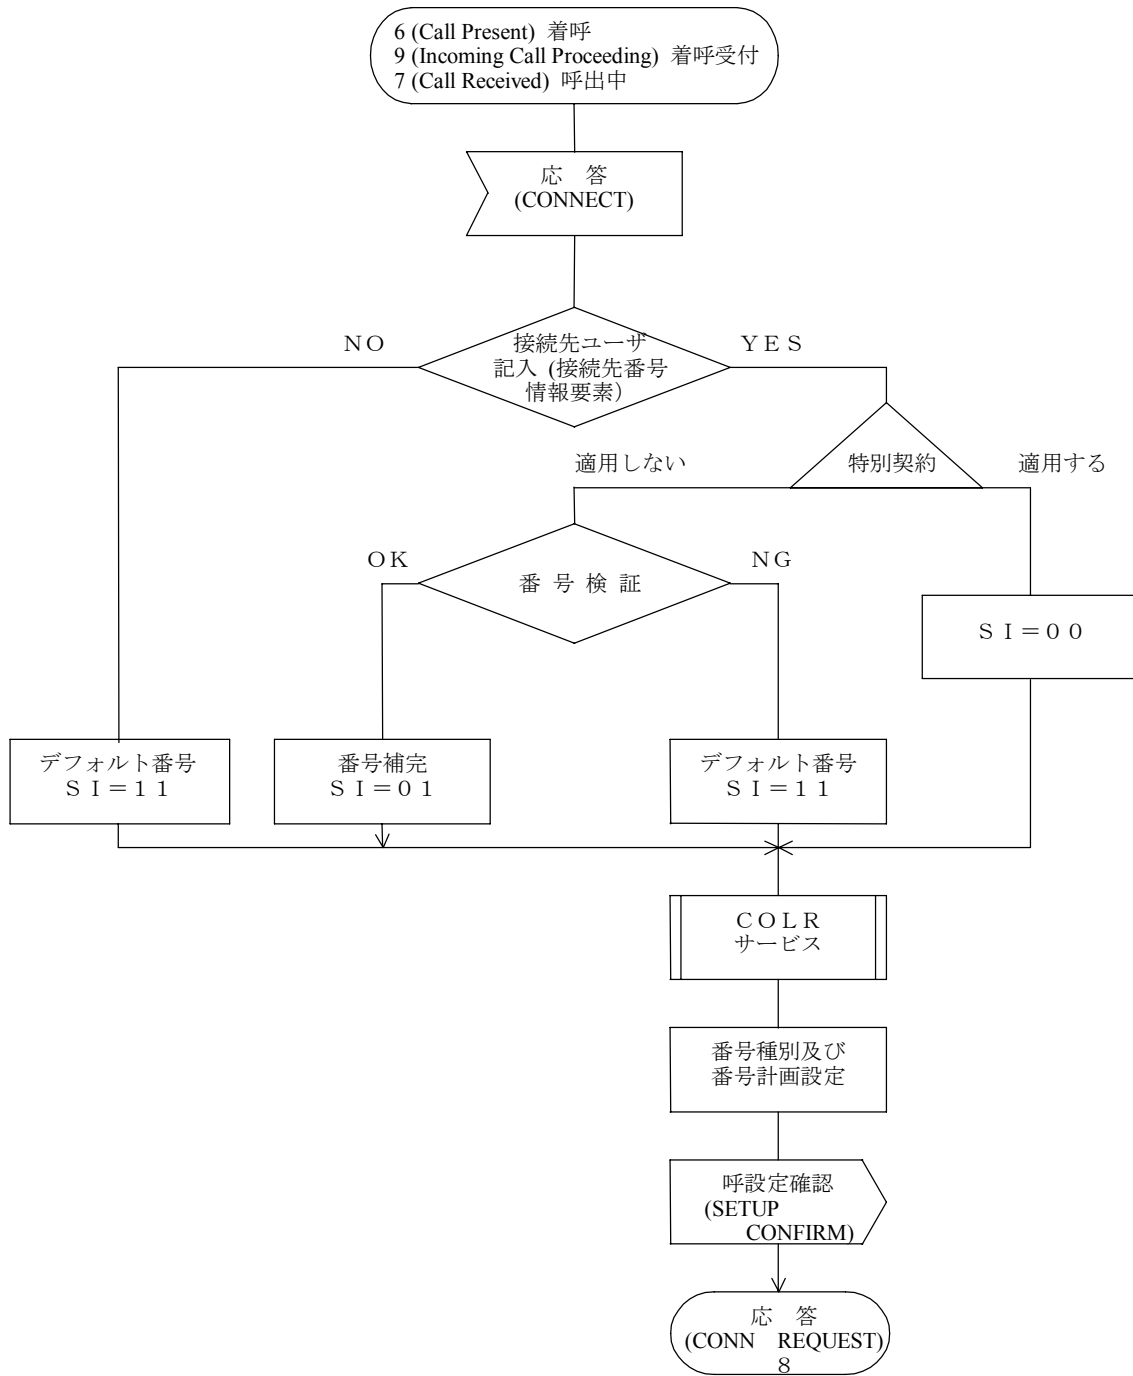 6 (Call Present) 着呼
9 (Incoming Call Proceeding) 着呼受付
7 (Call Received) 呼出中
応 答
(CONNECT)
ＮＯ
接続先ユーザ
記入 (接続先番号
情報要素)
ＹＥＳ
適用しない
特別契約
適用する
ＯＫ
番 号 検 証
ＮＧ
ＳＩ＝００
デフォルト番号
ＳＩ＝１１
番号補完
ＳＩ＝０１
デフォルト番号
ＳＩ＝１１
ＣＯＬＲ
サービス
番号種別及び
番号計画設定
呼設定確認
(SETUP
CONFIRM)
応 答
(CONN REQUEST)
８